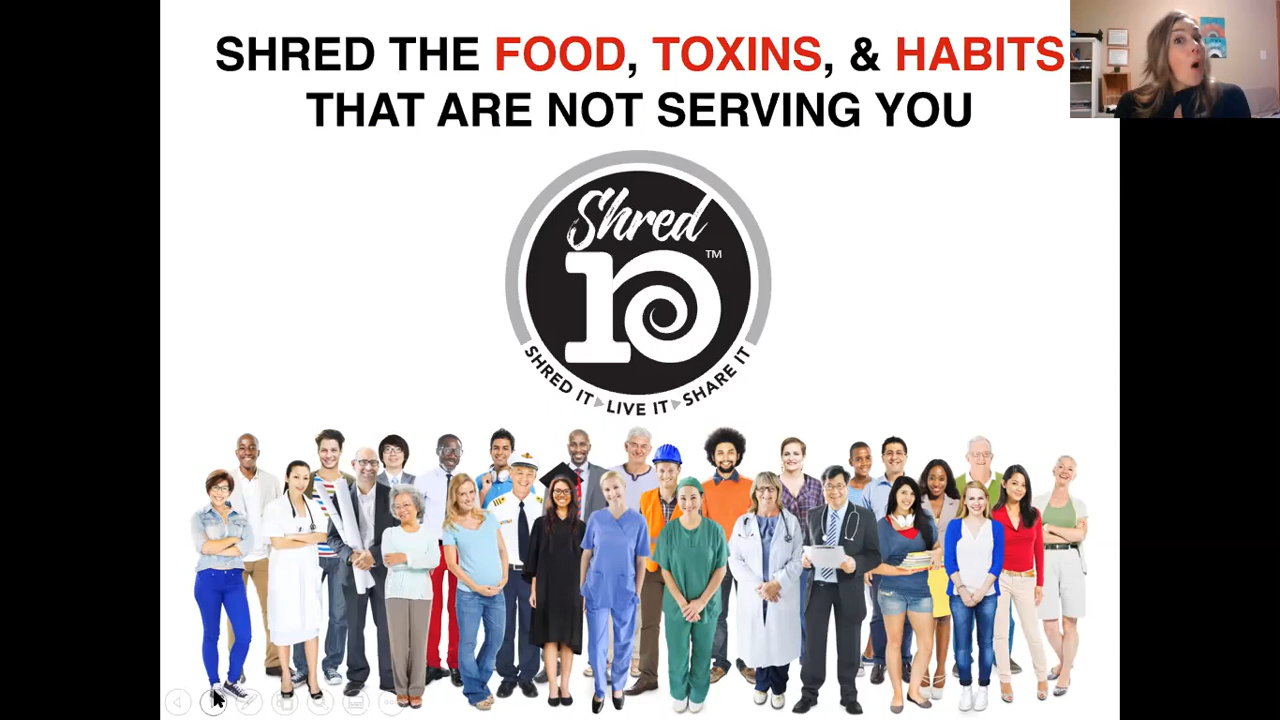 SHRED THE FOOD, TOXINS, & HABITS
THAT ARE NOT SERVING YOU
Shred
10
TM
SHRED IT LIVE IT SHARE IT